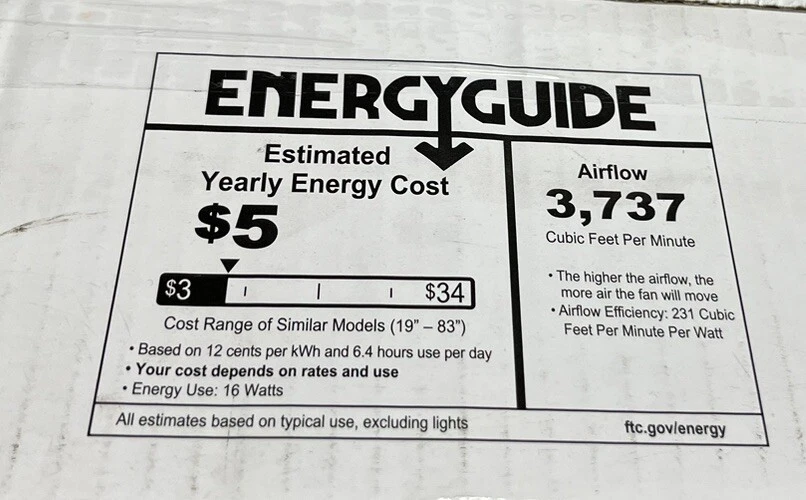 ENERGYGUIDE
Estimated
Yearly Energy Cost
$5
$3
$34
Cost Range of Similar Models (19" – 83")
• Based on 12 cents per kWh and 6.4 hours use per day
• Your cost depends on rates and use
• Energy Use: 16 Watts
Airflow
3,737
Cubic Feet Per Minute
• The higher the airflow, the
more air the fan will move
• Airflow Efficiency: 231 Cubic
Feet Per Minute Per Watt
All estimates based on typical use, excluding lights
ftc.gov/energy